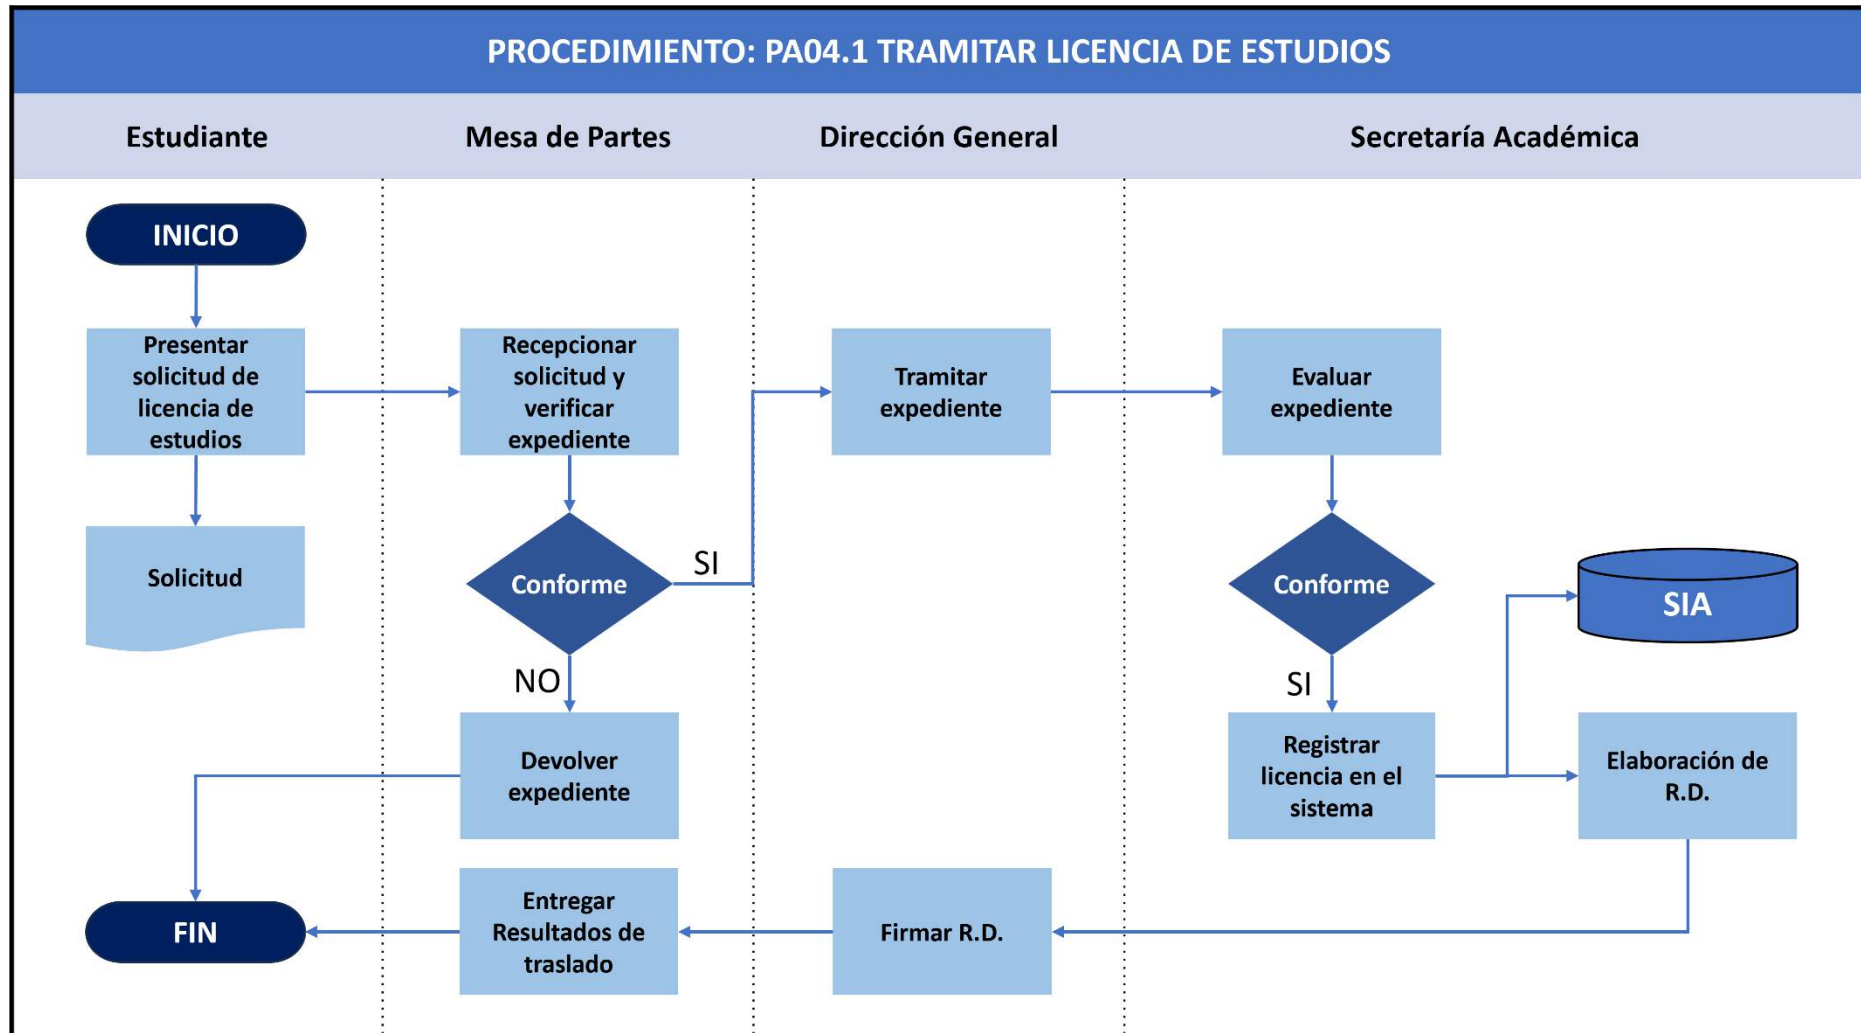 PROCEDIMIENTO: PA04.1 TRAMITAR LICENCIA DE ESTUDIOS
Estudiante
Mesa de Partes
Dirección General
Secretaría Académica
INICIO
Presentar
solicitud de
licencia de
estudios
Recepcionar
solicitud y
verificar
expediente
Tramitar
expediente
Evaluar
expediente
Solicitud
Conforme
SI
NO
Conforme
SI
SIA
Devolver
expediente
Registrar
licencia en el
sistema
Elaboración de
R.D.
FIN
Entregar
Resultados de
traslado
Firmar R.D.